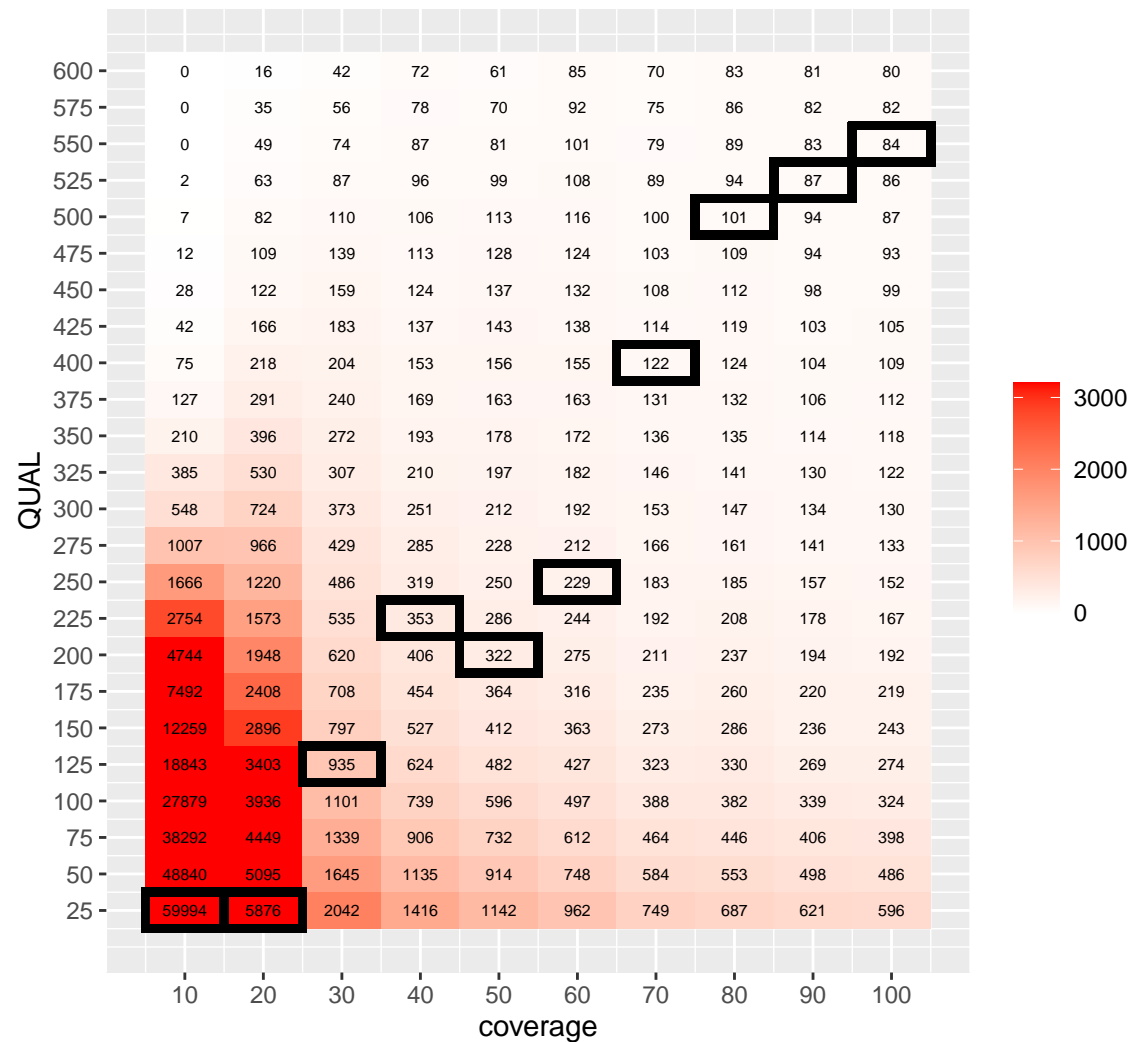 600 0 16 42 72 61 85 70 83 81 80
575 0 35 56 78 70 92 75 86 82 82
550 0 49 74 87 81 101 79 89 83 84
525 2 63 87 96 99 108 89 94 87 86
500 7 82 110 106 113 116 100 101 94 87
475 12 109 139 113 128 124 103 109 94 93
450 28 122 159 124 137 132 108 112 98 99
425 42 166 183 137 143 138 114 119 103 105
400 75 218 204 153 156 155 122 124 104 109
375 127 291 240 169 163 163 131 132 106 112
350 210 396 272 193 178 172 136 135 114 118
325 385 530 307 210 197 182 146 141 130 122
300 548 724 373 251 212 192 153 147 134 130
275 1007 966 429 285 228 212 166 161 141 133
250 1666 1220 486 319 250 229 183 185 157 152
225 2754 1573 535 353 286 244 192 208 178 167
200 4744 1948 620 406 322 275 211 237 194 192
175 7492 2408 708 454 364 316 235 260 220 219
150 12259 2896 797 527 412 363 273 286 236 243
125 18843 3403 935 624 482 427 323 330 269 274
100 27879 3936 1101 739 596 497 388 382 339 324
75 38292 4449 1339 906 732 612 464 446 406 398
50 48840 5095 1645 1135 914 748 584 553 498 486
25 59994 5876 2042 1416 1142 962 749 687 621 596
10 20 30 40 50 60 70 80 90 100
coverage
QUAL
3000
2000
1000
0